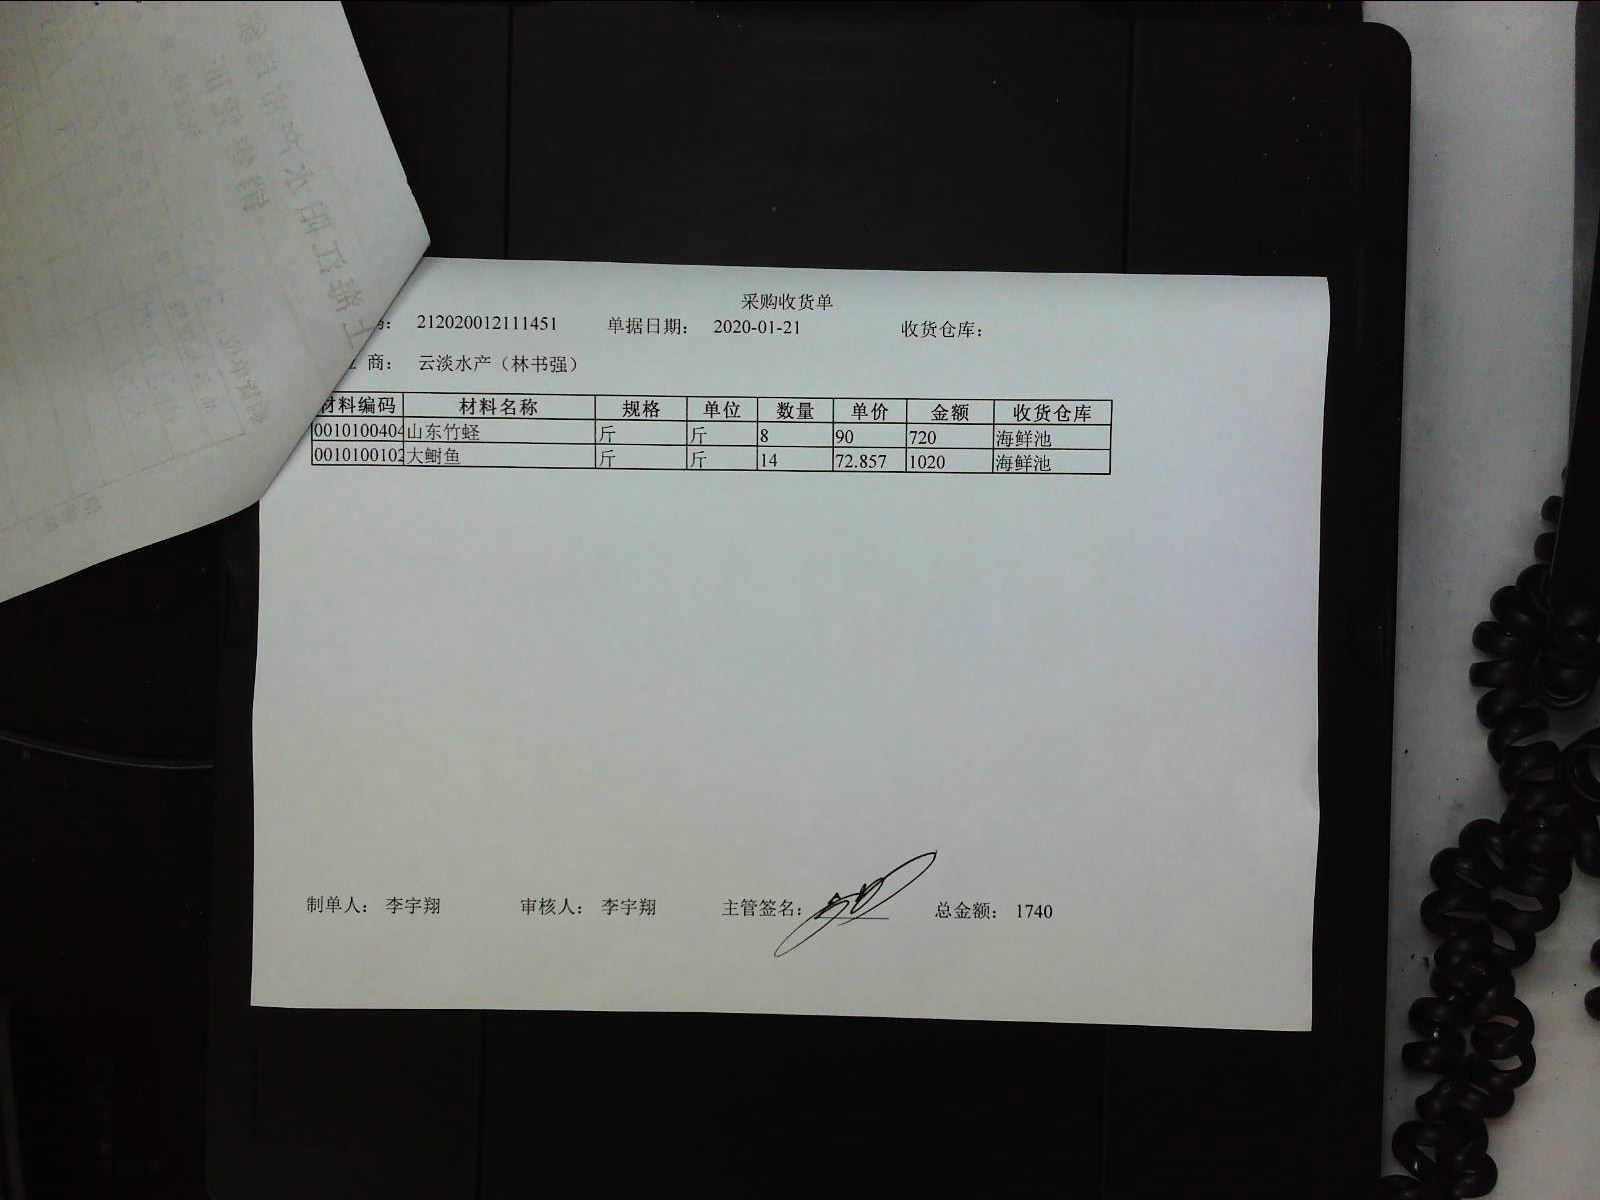 采购收货单
码: 212020012111451 单据日期: 2020-01-21 收货仓库:
商: 云淡水产（林书强）
材料编码 材料名称 规格 单位 数量 单价 金额 收货仓库
0010100404 山东竹蛏 斤 斤 8 90 720 海鲜池
0010100102 大鲥鱼 斤 斤 14 72.857 1020 海鲜池
制单人: 李宇翔 审核人: 李宇翔 主管签名: 总金额: 1740